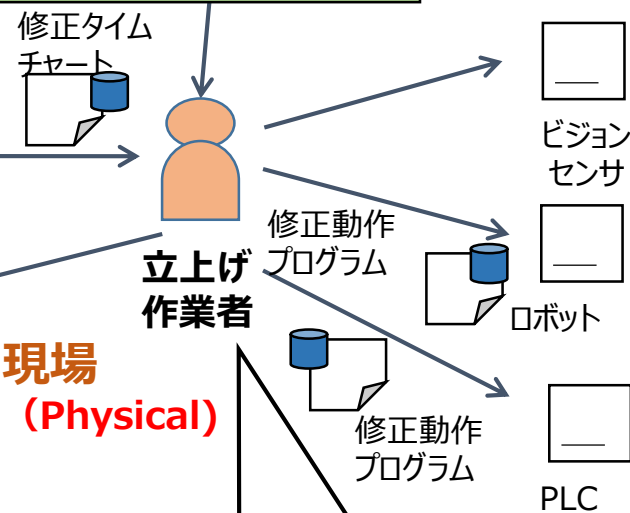 修正タイム
チャート
ビジョン
センサ
修正動作
プログラム
立上げ
作業者
ロボット
現場
（Physical)
修正動作
プログラム
PLC